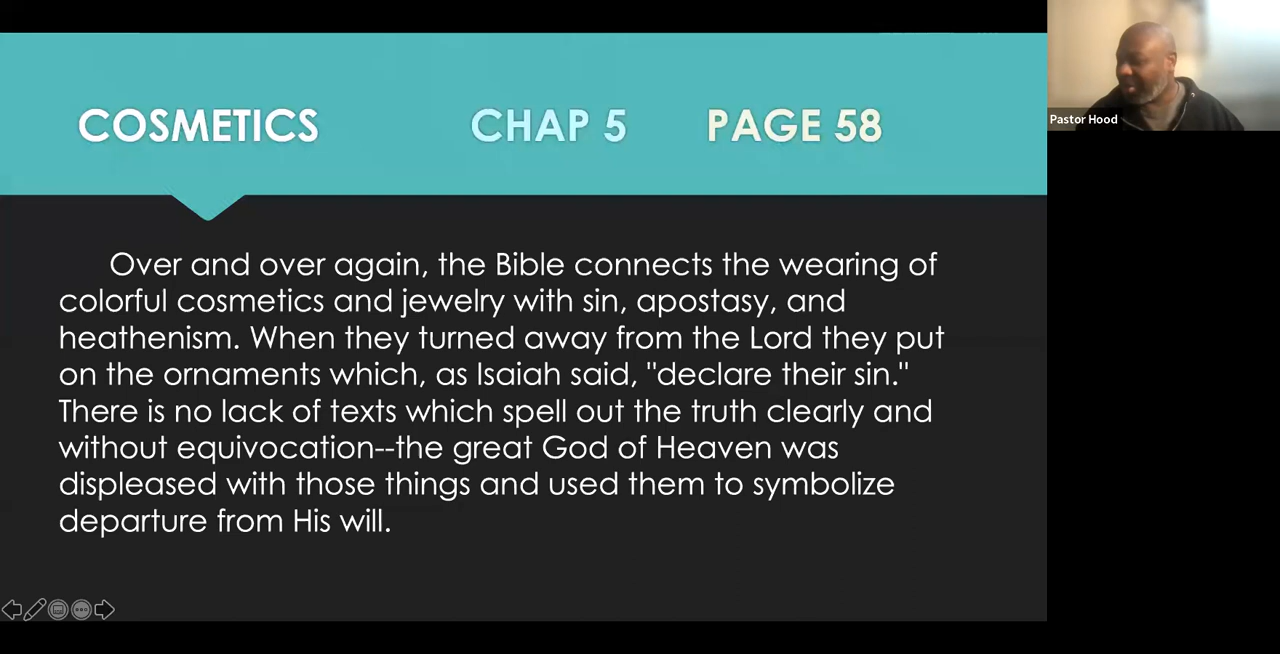 COSMETICS CHAP 5 PAGE 58
Over and over again, the Bible connects the wearing of
colorful cosmetics and jewelry with sin, apostasy, and
heathenism. When they turned away from the Lord they put
on the ornaments which, as Isaiah said, "declare their sin."
There is no lack of texts which spell out the truth clearly and
without equivocation--the great God of Heaven was
displeased with those things and used them to symbolize
departure from His will.
Pastor Hood